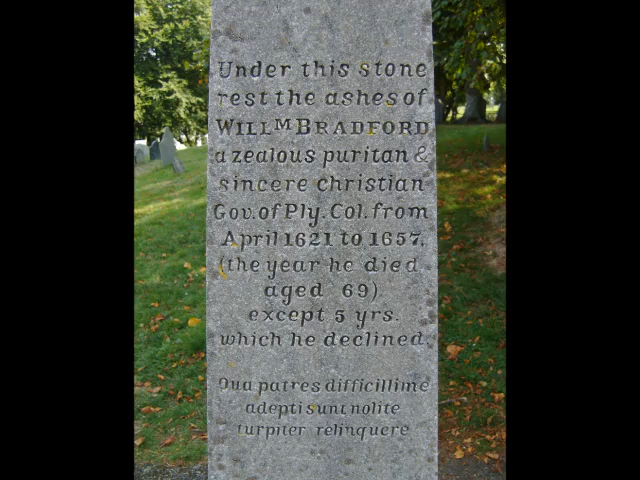 Under this stone
rest the ashes of
WILLM BRADFORD
a zealous puritan &
sincere christian
Gov. of Ply. Col. from
April 1621 to 1657,
(the year he died
aged 69)
except 5 yrs.
which he declined
Qua patres difficillime
adepti sunt nolite
turpiter relinquere